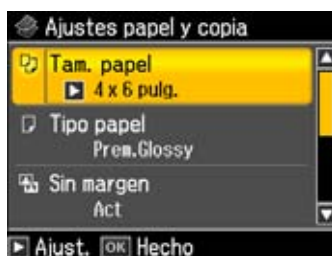 Ajustes papel y copia
Tam. papel
4 x 6 pulg.
Tipo papel
Prem.Glossy
Sin margen
Act
Ajust. OK Hecho